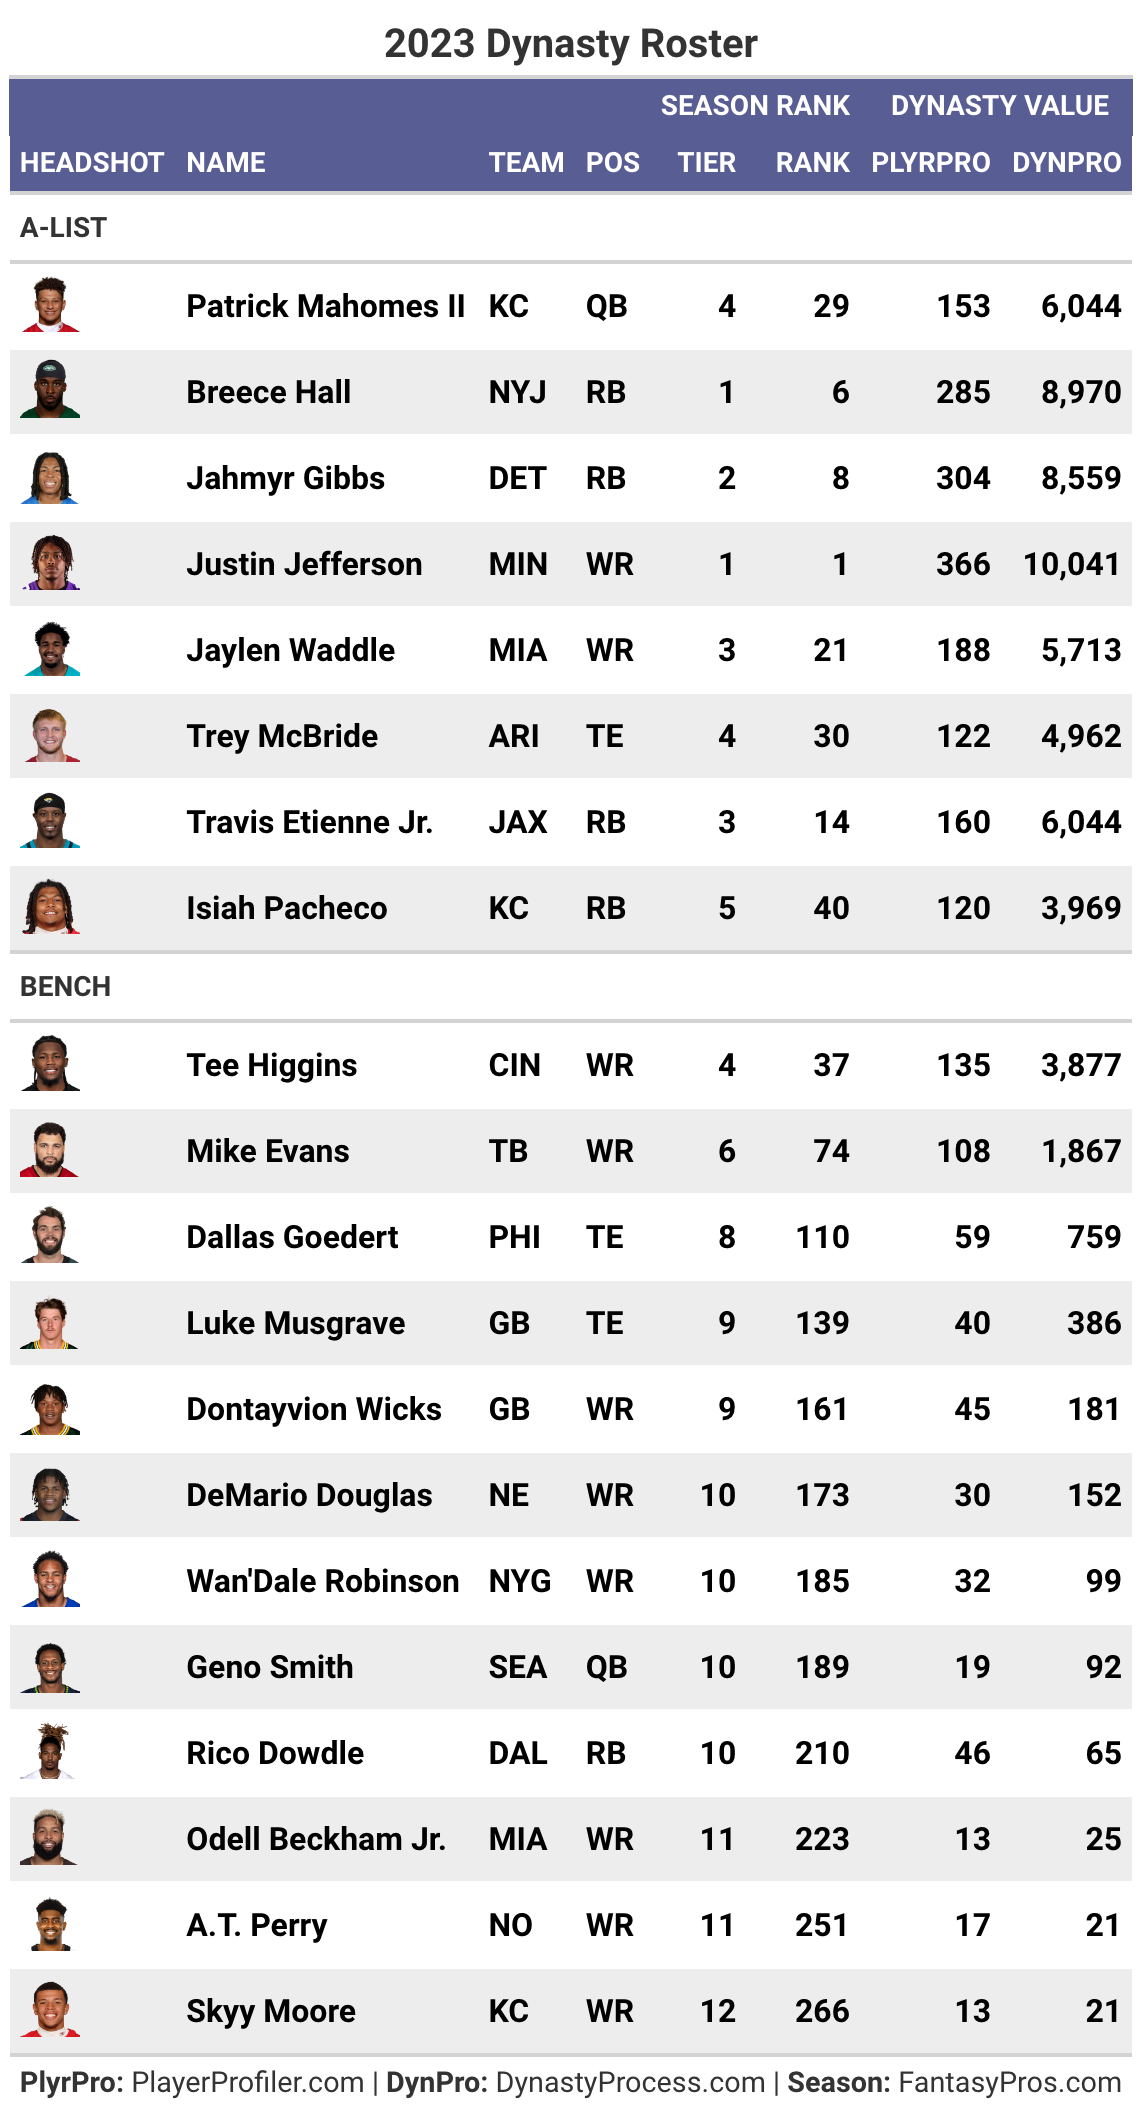 2023 Dynasty Roster
SEASON RANK DYNASTY VALUE
HEADSHOT NAME TEAM POS TIER RANK PLYRPRO DYNPRO
A-LIST
Patrick Mahomes II KC QB 4 29 153 6,044
Breece Hall NYJ RB 1 6 285 8,970
Jahmyr Gibbs DET RB 2 8 304 8,559
Justin Jefferson MIN WR 1 1 366 10,041
Jaylen Waddle MIA WR 3 21 188 5,713
Trey McBride ARI TE 4 30 122 4,962
Travis Etienne Jr. JAX RB 3 14 160 6,044
Isiah Pacheco KC RB 5 40 120 3,969
BENCH
Tee Higgins CIN WR 4 37 135 3,877
Mike Evans TB WR 6 74 108 1,867
Dallas Goedert PHI TE 8 110 59 759
Luke Musgrave GB TE 9 139 40 386
Dontayvion Wicks GB WR 9 161 45 181
DeMario Douglas NE WR 10 173 30 152
Wan'Dale Robinson NYG WR 10 185 32 99
Geno Smith SEA QB 10 189 19 92
Rico Dowdle DAL RB 10 210 46 65
Odell Beckham Jr. MIA WR 11 223 13 25
A.T. Perry NO WR 11 251 17 21
Skyy Moore KC WR 12 266 13 21
PlyrPro: PlayerProfiler.com | DynPro: DynastyProcess.com | Season: FantasyPros.com